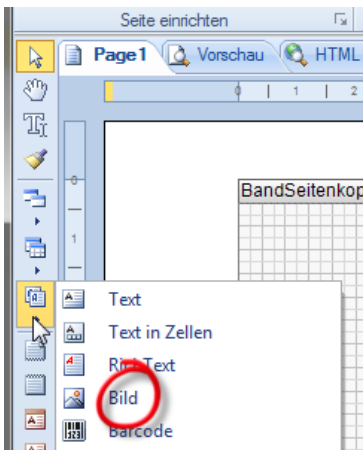 Seite einrichten
Page1 Vorschau HTML
0 1 2
BandSeitenkop
0
1
Text
Text in Zellen
Rich Text
Bild
Barcode